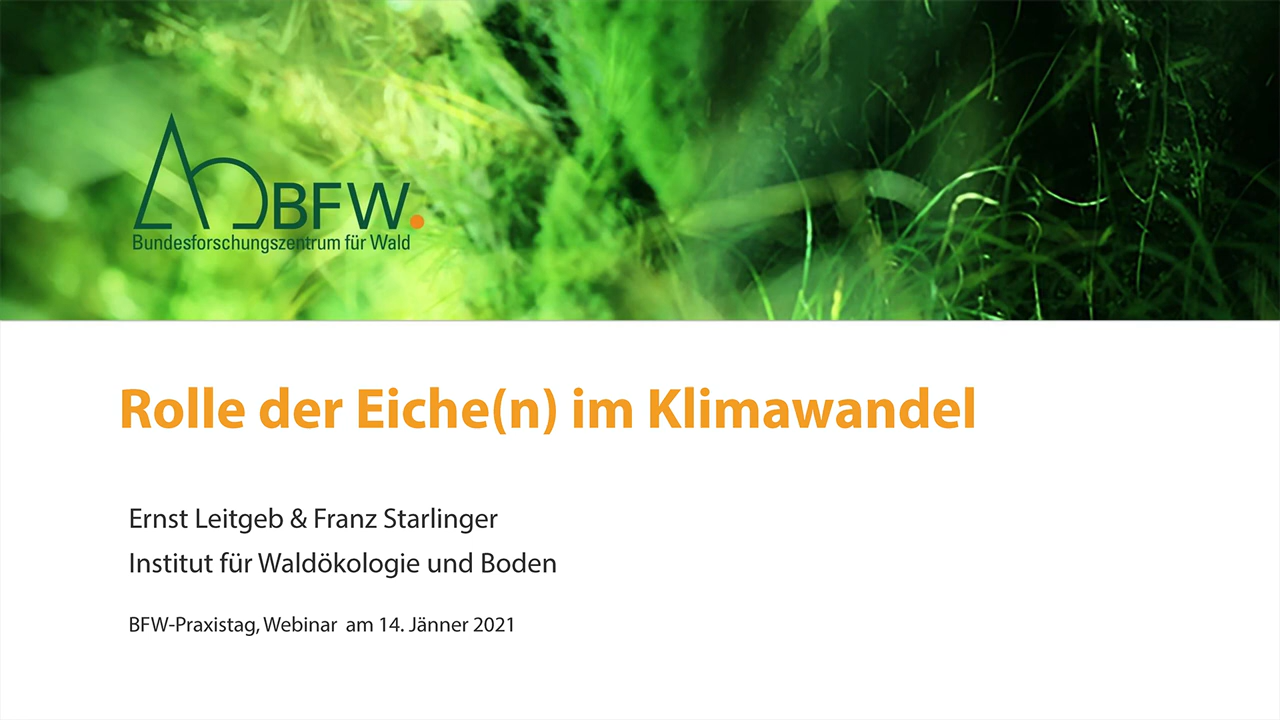 BFW.
Bundesforschungszentrum für Wald
Rolle der Eiche(n) im Klimawandel
Ernst Leitgeb & Franz Starlinger
Institut für Waldökologie und Boden
BFW-Praxistag, Webinar am 14. Jänner 2021